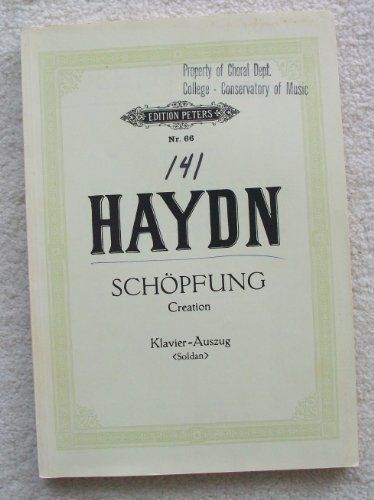 Property of Choral Dept.
College - Conservatory of Music
EDITION PETERS
Nr. 66
141
HAYDN
SCHÖPFUNG
Creation
Klavier-Auszug
<Soldan>